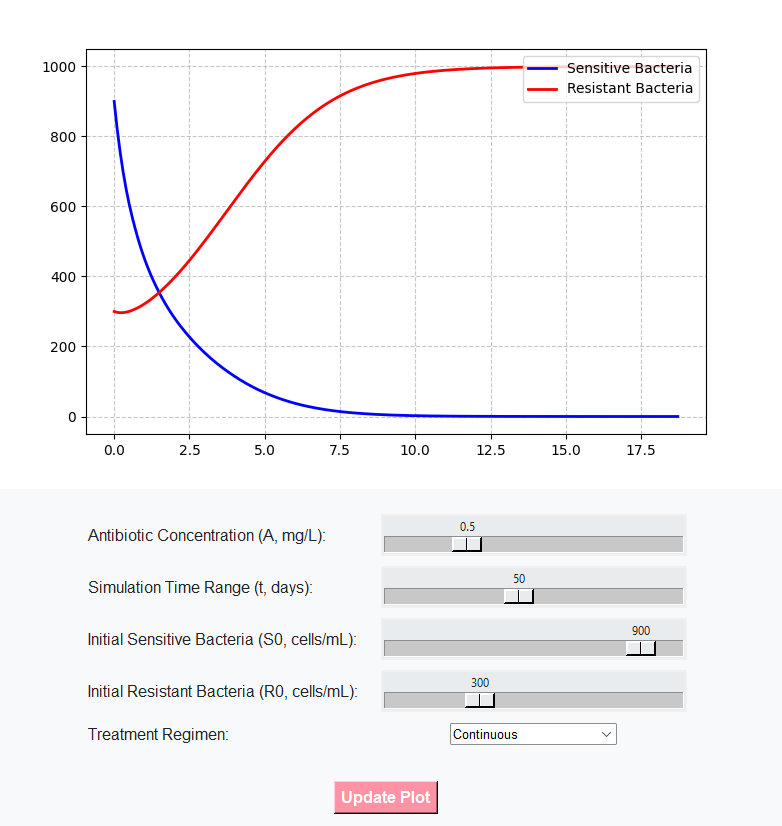 1000
800
600
400
200
0
Sensitive Bacteria
Resistant Bacteria
0.0 2.5 5.0 7.5 10.0 12.5 15.0 17.5
Antibiotic Concentration (A, mg/L): 0.5
Simulation Time Range (t, days): 50
Initial Sensitive Bacteria (S0, cells/mL): 900
Initial Resistant Bacteria (R0, cells/mL): 300
Treatment Regimen: Continuous
Update Plot